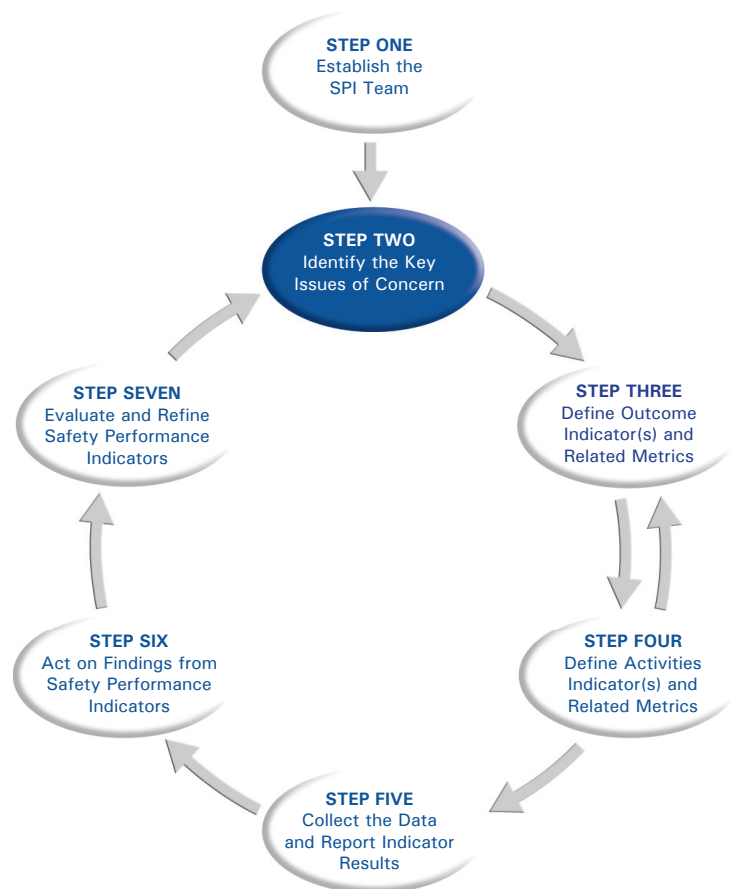 STEP ONE
Establish the
SPI Team
STEP TWO
Identify the Key
Issues of Concern
STEP THREE
Define Outcome
Indicator(s) and
Related Metrics
STEP FOUR
Define Activities
Indicator(s) and
Related Metrics
STEP FIVE
Collect the Data
and Report Indicator
Results
STEP SIX
Act on Findings from
Safety Performance
Indicators
STEP SEVEN
Evaluate and Refine
Safety Performance
Indicators